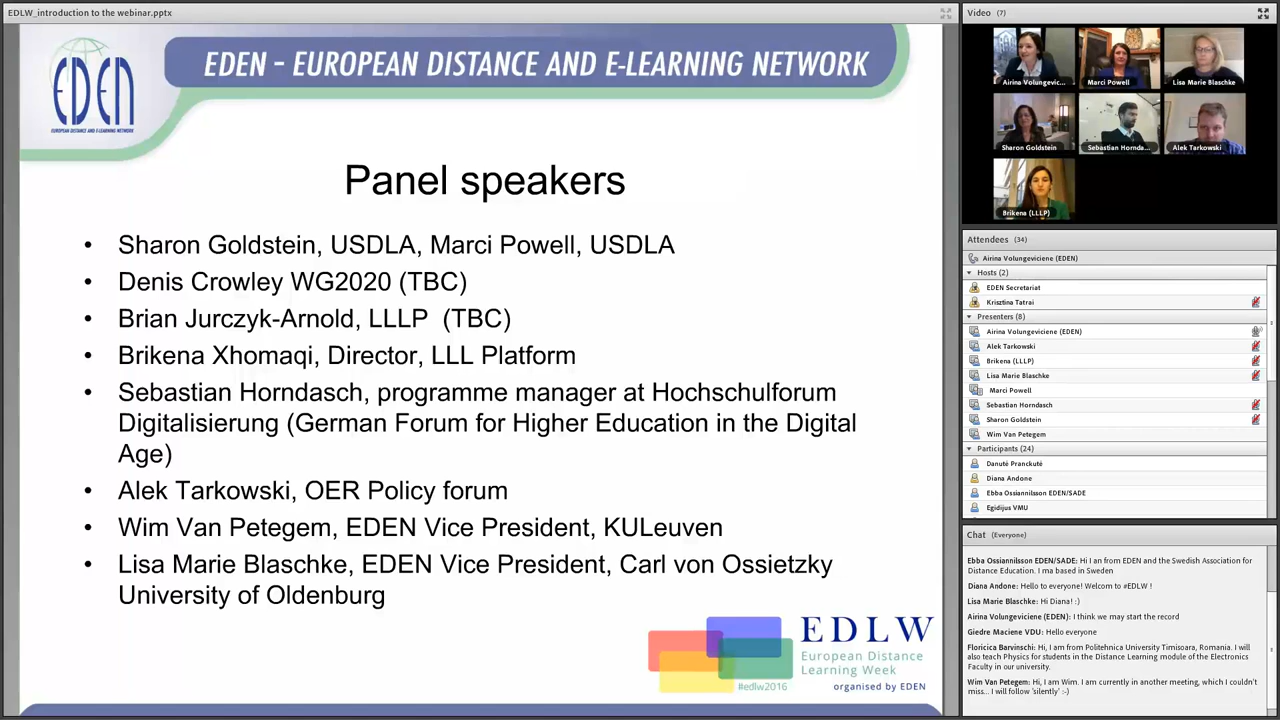 EDLW_introduction to the webinar.pptx
EDEN
EUROPEAN DISTANCE AND E-LEARNING NETWORK
EDEN – EUROPEAN DISTANCE AND E-LEARNING NETWORK
Panel speakers
• Sharon Goldstein, USDLA, Marci Powell, USDLA
• Denis Crowley WG2020 (TBC)
• Brian Jurczyk-Arnold, LLLP (TBC)
• Brikena Xhomaqi, Director, LLL Platform
• Sebastian Horndasch, programme manager at Hochschulforum
Digitalisierung (German Forum for Higher Education in the Digital
Age)
• Alek Tarkowski, OER Policy forum
• Wim Van Petegem, EDEN Vice President, KULeuven
• Lisa Marie Blaschke, EDEN Vice President, Carl von Ossietzky
University of Oldenburg
EDLW
European Distance
Learning Week
#edlw2016
organised by EDEN
Video (7)
Airina Volungevic...
Marci Powell
Lisa Marie Blaschke
Sharon Goldstein
Sebastian Hornda...
Alek Tarkowski
Brikena (LLLP)
Attendees (34)
Airina Volungeviciene (EDEN)
Hosts (2)
EDEN Secretariat
Krisztina Tatrai
Presenters (8)
Airina Volungeviciene (EDEN)
Alek Tarkowski
Brikena (LLLP)
Lisa Marie Blaschke
Marci Powell
Sebastian Horndasch
Sharon Goldstein
Wim Van Petegem
Participants (24)
Danutė Pranckutė
Diana Andone
Ebba Ossiannilsson EDEN/SADE
Egidijus VMU
Chat (Everyone)
Ebba Ossiannilsson EDEN/SADE: Hi I am from EDEN and the Swedish Association for
Distance Education. I ma based in Sweden
Diana Andone: Hello to everyone! Welcom to #EDLW !
Lisa Marie Blaschke: Hi Diana! :)
Airina Volungeviciene (EDEN): I think we may start the record
Giedre Maciene VDU: Hello everyone
Floricica Barvinschi: Hi, I am from Politehnica University Timisoara, Romania. I will
also teach Physics for students in the Distance Learning module of the Electronics
Faculty in our university.
Wim Van Petegem: Hi, I am Wim. I am currently in another meeting, which I couldn't
miss... I will follow 'silently' :-)